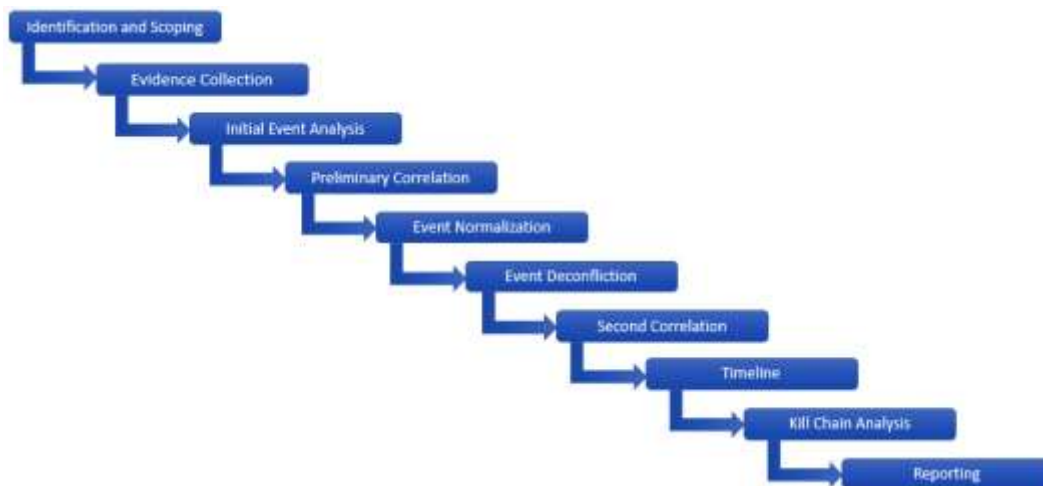 Identification and Scoping
Evidence Collection
Initial Event Analysis
Preliminary Correlation
Event Normalization
Event Deconfliction
Second Correlation
Timeline
Kill Chain Analysis
Reporting